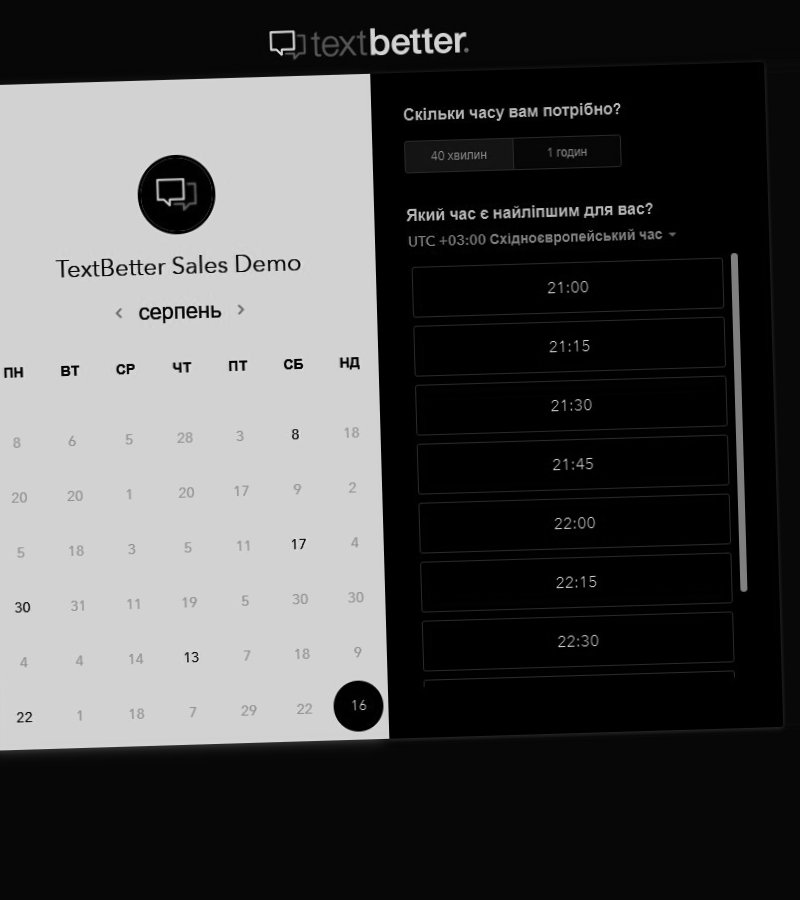 textbetter.
TextBetter Sales Demo
серпень
ПН ВТ СР ЧТ ПТ СБ НД
8 6 5 28 3 8 18
20 20 1 20 17 9 2
5 18 3 5 11 17 4
30 31 11 19 5 30 30
4 4 14 13 7 18 9
22 1 18 7 29 22 16
Скільки часу вам потрібно?
40 хвилин 1 годин
Який час є найліпшим для вас?
UTC +03:00 Східноєвропейський час
21:00
21:15
21:30
21:45
22:00
22:15
22:30